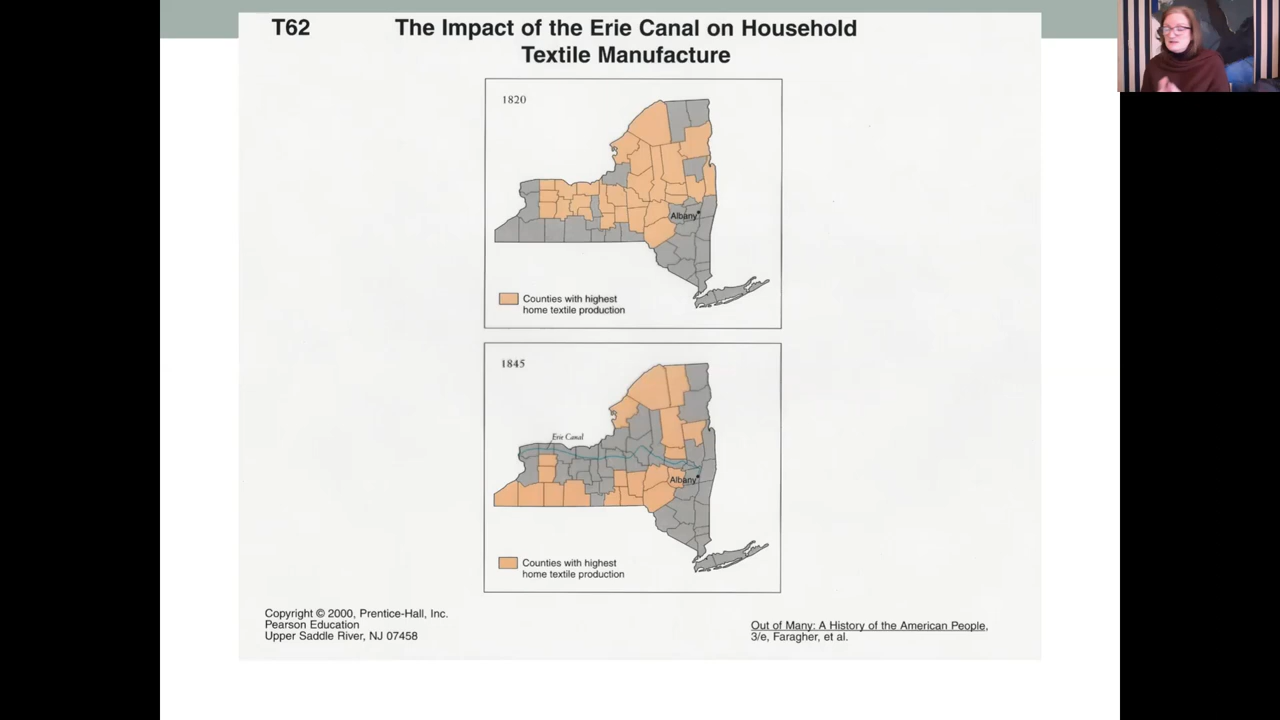 T62
The Impact of the Erie Canal on Household
Textile Manufacture
1820
Albany
Counties with highest
home textile production
1845
Erie Canal
Albany
Counties with highest
home textile production
Copyright © 2000, Prentice-Hall, Inc.
Pearson Education
Upper Saddle River, NJ 07458
Out of Many: A History of the American People,
3/e, Faragher, et al.